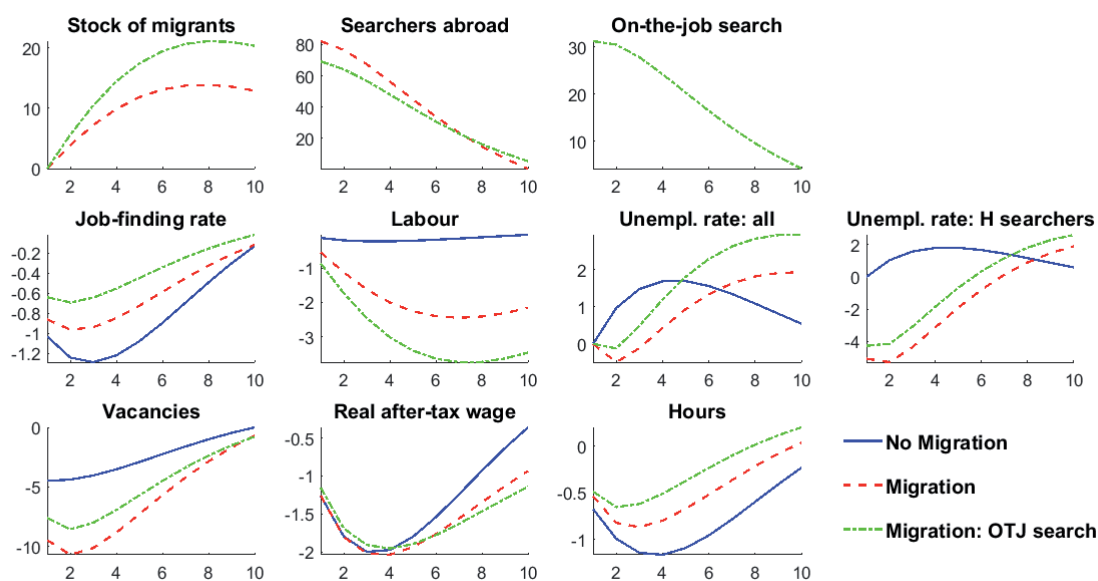 Stock of migrants
20
10
0
2 4 6 8 10
Searchers abroad
80
60
40
20
2 4 6 8 10
On-the-job search
30
20
10
2 4 6 8 10
Job-finding rate
-0.2
-0.4
-0.6
-0.8
-1
-1.2
2 4 6 8 10
Labour
-1
-2
-3
2 4 6 8 10
Unempl. rate: all
2
1
0
2 4 6 8 10
Unempl. rate: H searchers
2
0
-2
-4
2 4 6 8 10
Vacancies
0
-5
-10
2 4 6 8 10
Real after-tax wage
-0.5
-1
-1.5
-2
2 4 6 8 10
Hours
0
-0.5
-1
2 4 6 8 10
No Migration
Migration
Migration: OTJ search